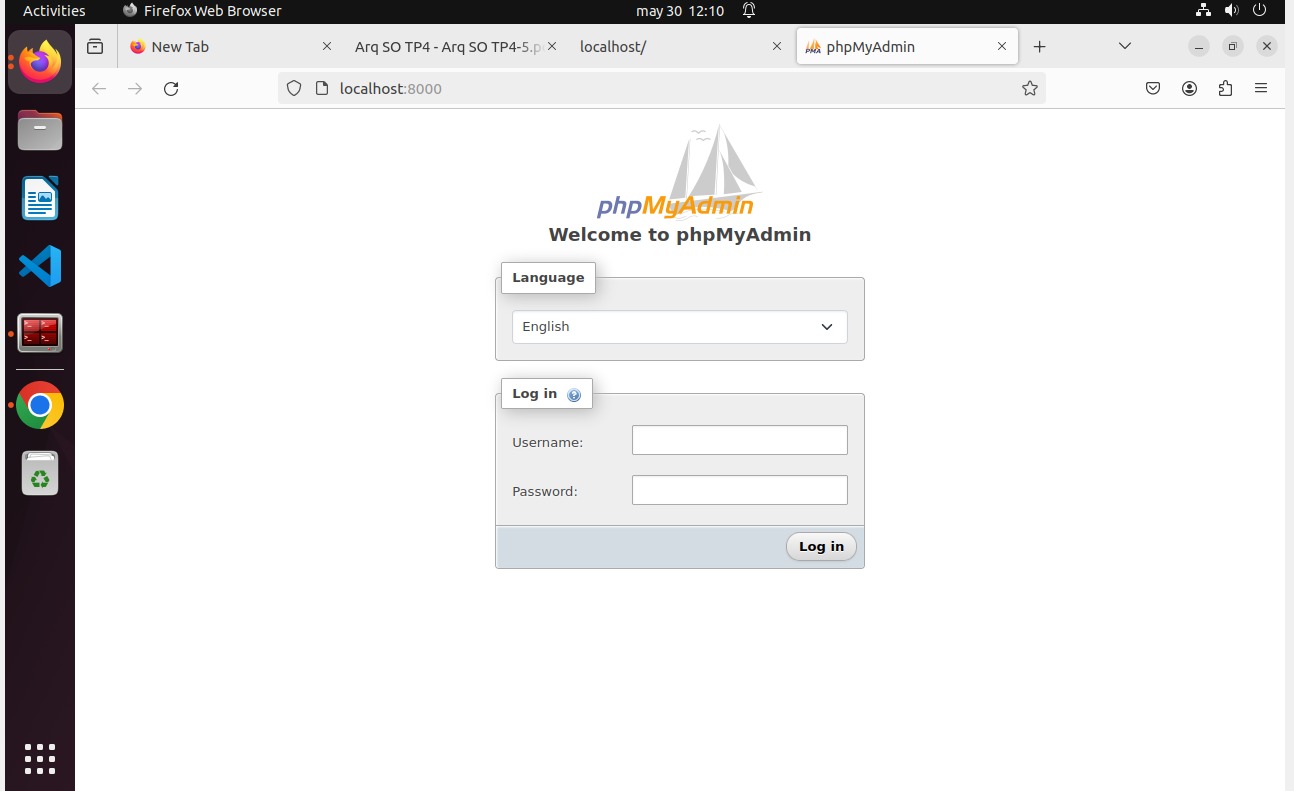 Activities Firefox Web Browser may 30 12:10
New Tab Arq SO TP4 - Arq SO TP4-5.p localhost/ phpMyAdmin
localhost:8000
phpMyAdmin
Welcome to phpMyAdmin
Language
English
Log in
Username:
Password:
Log in